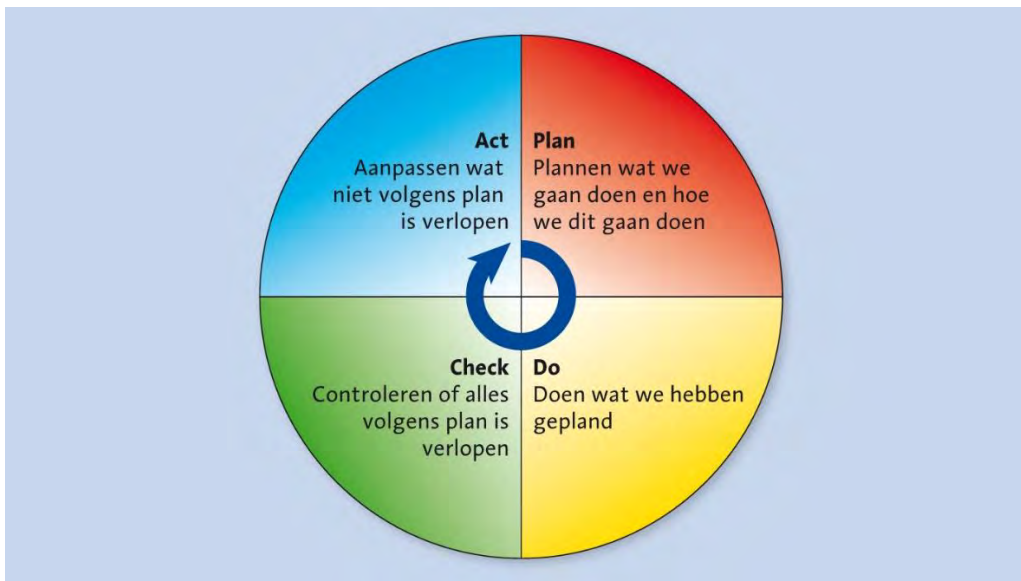 Act
Aanpassen wat
niet volgens plan
is verlopen
Plan
Plannen wat we
gaan doen en hoe
we dit gaan doen
Check
Controleren of alles
volgens plan is
verlopen
Do
Doen wat we hebben
gepland